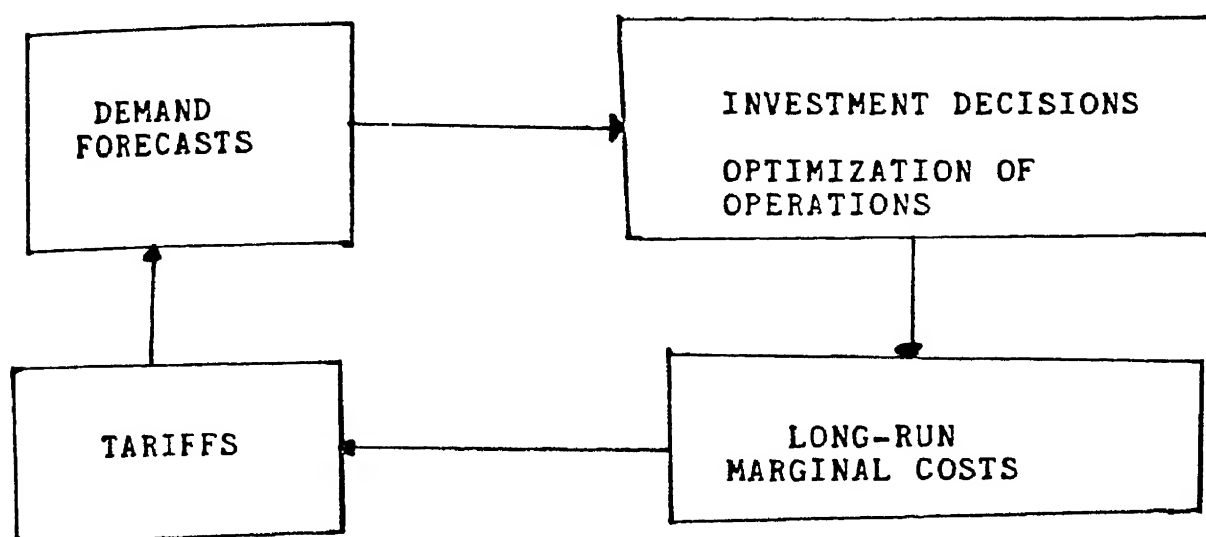 DEMAND
FORECASTS
INVESTMENT DECISIONS
OPTIMIZATION OF
OPERATIONS
TARIFFS
LONG-RUN
MARGINAL COSTS